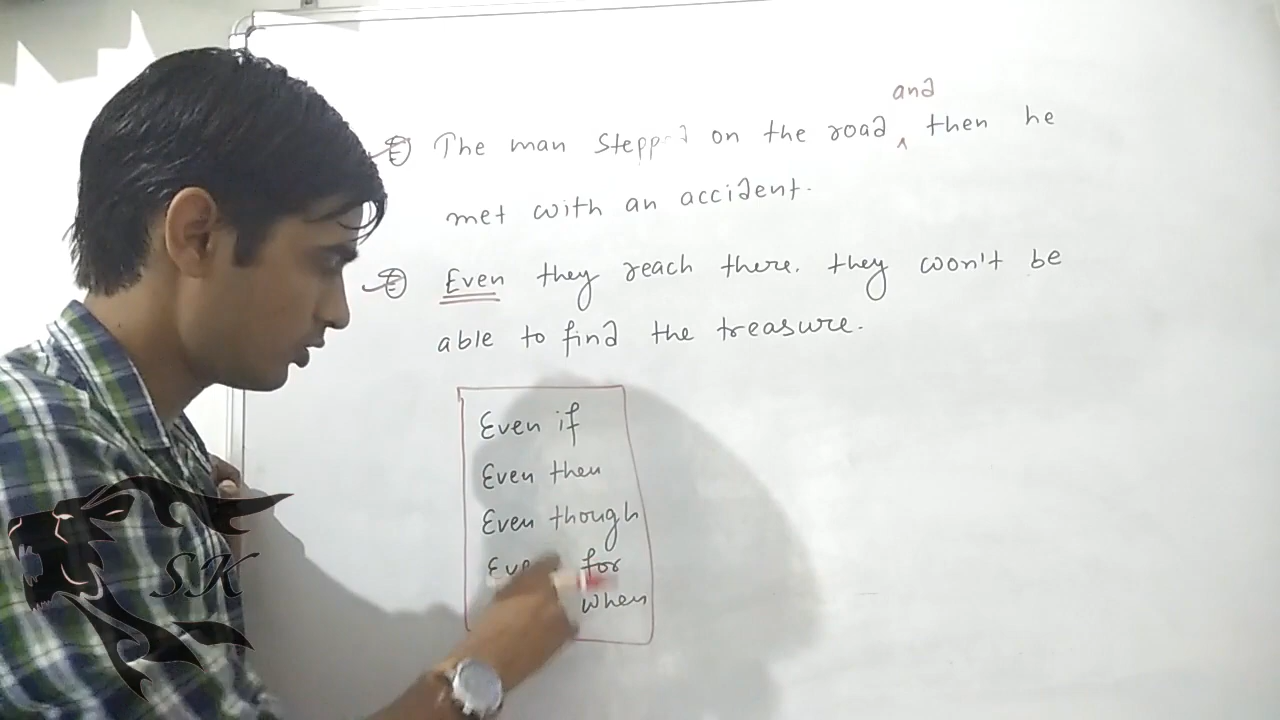 and
E The man Stepped on the road ^ then he
met with an accident.
E Even they reach there. they won't be
able to find the treasure.
Even if
Even then
Even though
for
when
SK